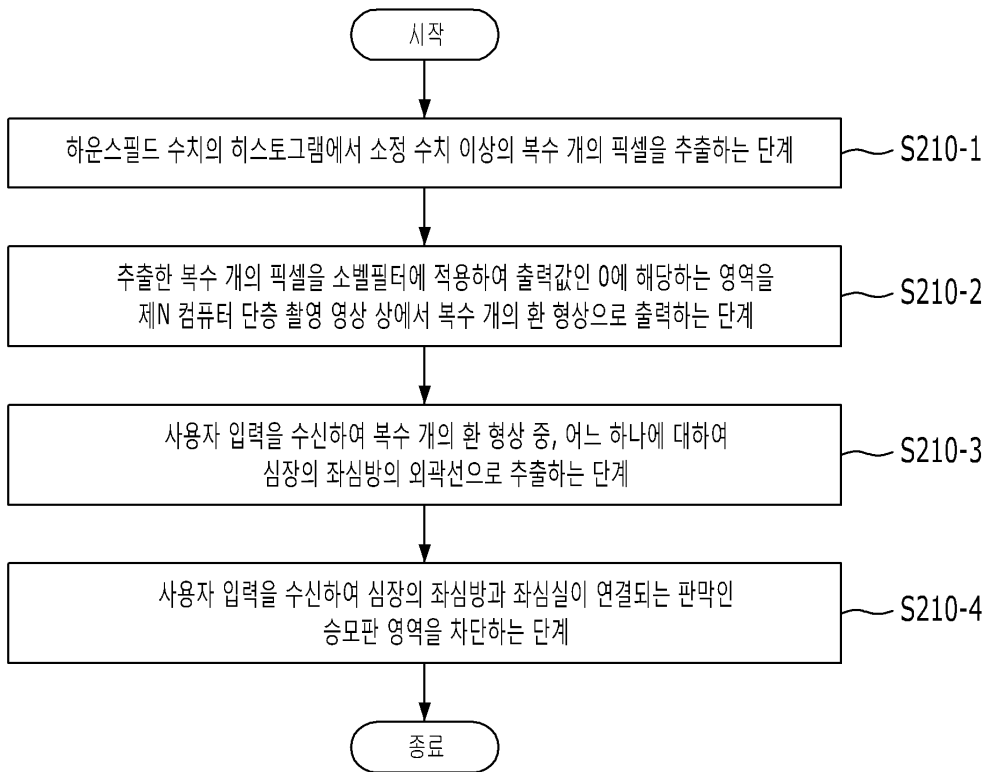 시작
하운스필드 수치의 히스토그램에서 소정 수치 이상의 복수 개의 픽셀을 추출하는 단계
S210-1
추출한 복수 개의 픽셀을 소벨필터에 적용하여 출력값인 0에 해당하는 영역을
제N 컴퓨터 단층 촬영 영상 상에서 복수 개의 환 형상으로 출력하는 단계
S210-2
사용자 입력을 수신하여 복수 개의 환 형상 중, 어느 하나에 대하여
심장의 좌심방의 외곽선으로 추출하는 단계
S210-3
사용자 입력을 수신하여 심장의 좌심방과 좌심실이 연결되는 판막인
승모판 영역을 차단하는 단계
S210-4
종료